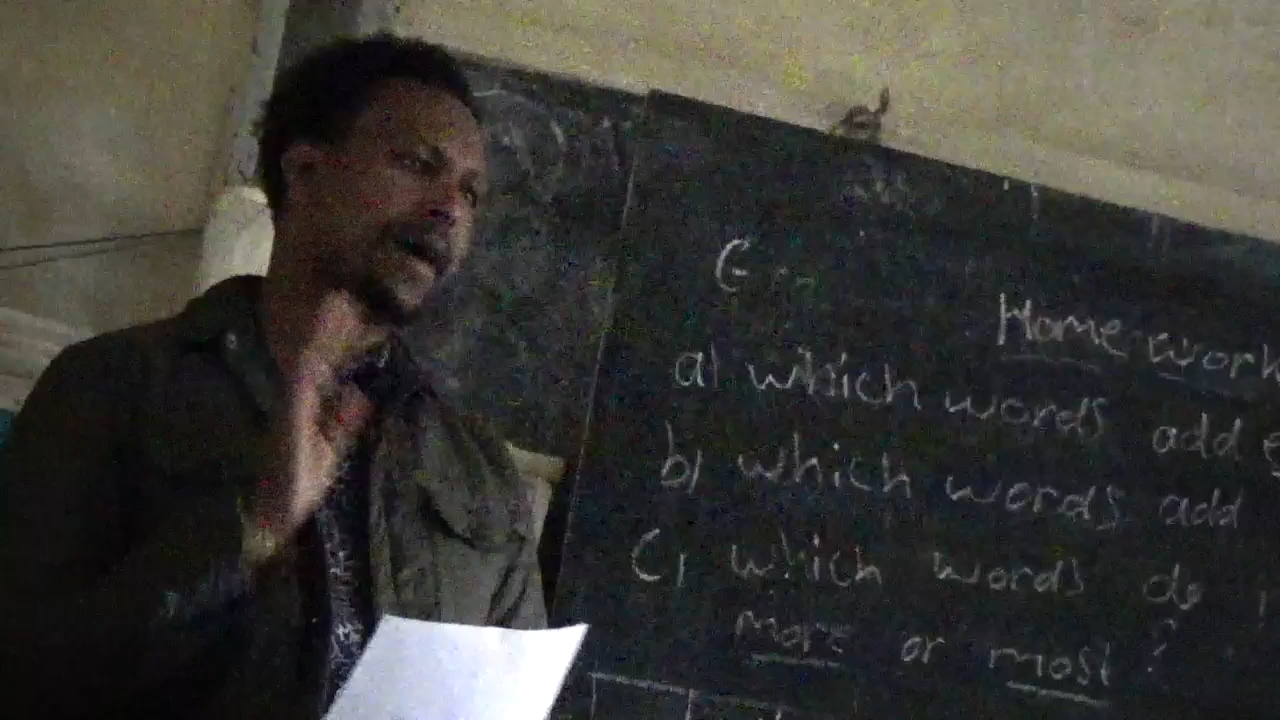 Home work
a) which words add
b) which words add
C) which words do
more or most?